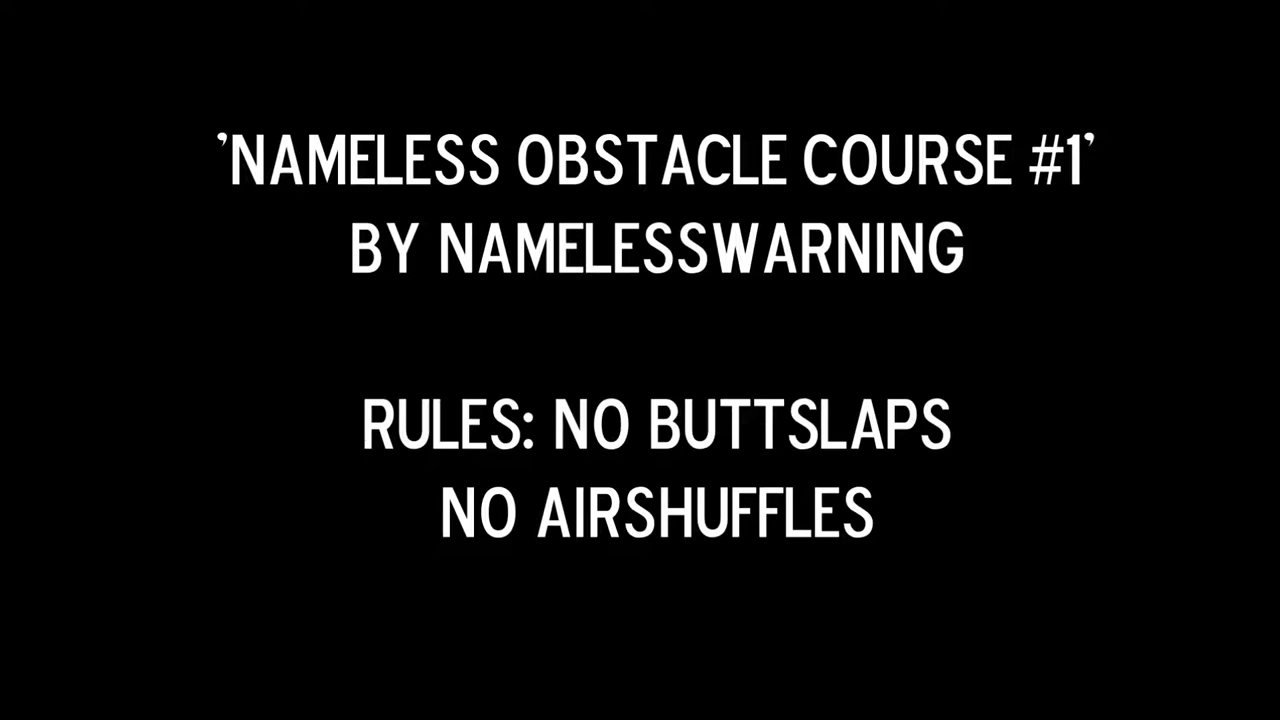 'NAMELESS OBSTACLE COURSE #1'
BY NAMELESSWARNING
RULES: NO BUTTSLAPS
NO AIRSHUFFLES